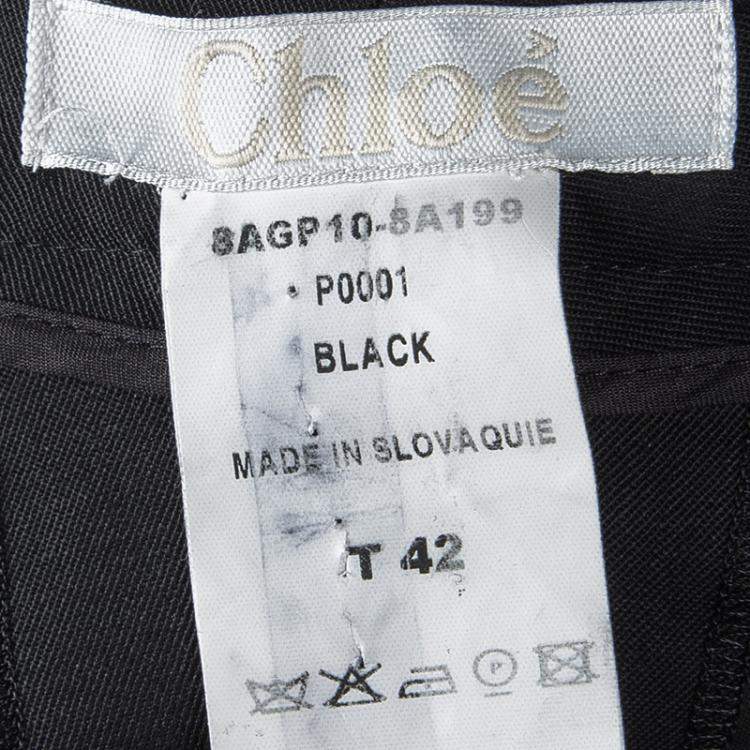 Chloé
8AGP10-8A199
P0001
BLACK
MADE IN SLOVAQUIE
T 42
P